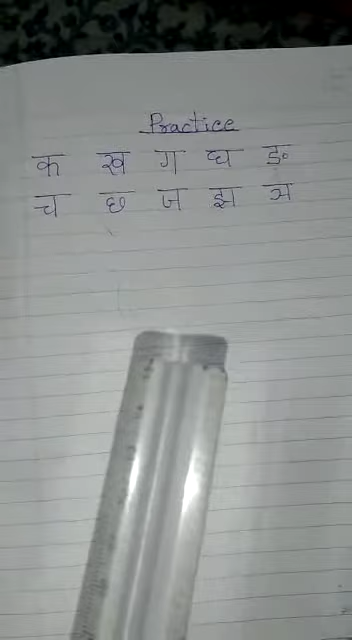 Practice
क ख ग घ ङ
च छ ज झ ञ